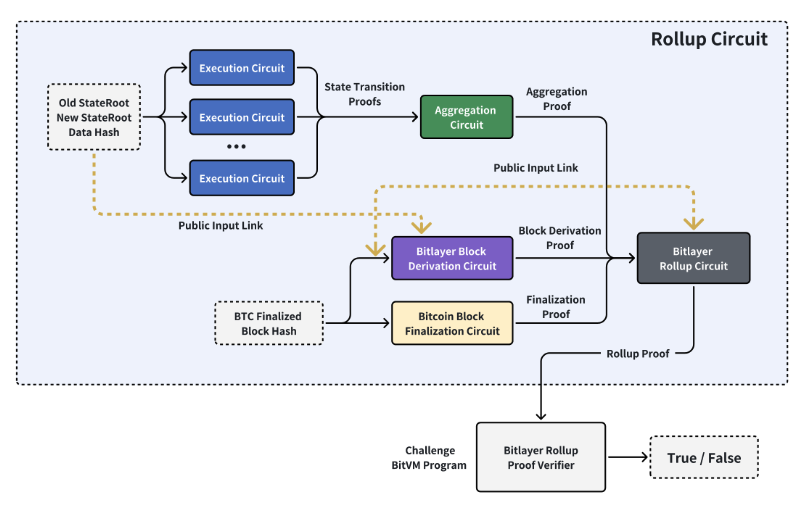 Rollup Circuit
Execution Circuit
Old StateRoot
New StateRoot
Data Hash
Execution Circuit
•••
Execution Circuit
State Transition
Proofs
Aggregation
Circuit
Aggregation
Proof
Public Input Link
Public Input Link
Bitlayer Block
Derivation Circuit
Block Derivation
Proof
Bitlayer
Rollup Circuit
BTC Finalized
Block Hash
Bitcoin Block
Finalization Circuit
Finalization
Proof
Rollup Proof
Challenge
BitVM Program
Bitlayer Rollup
Proof Verifier
True / False